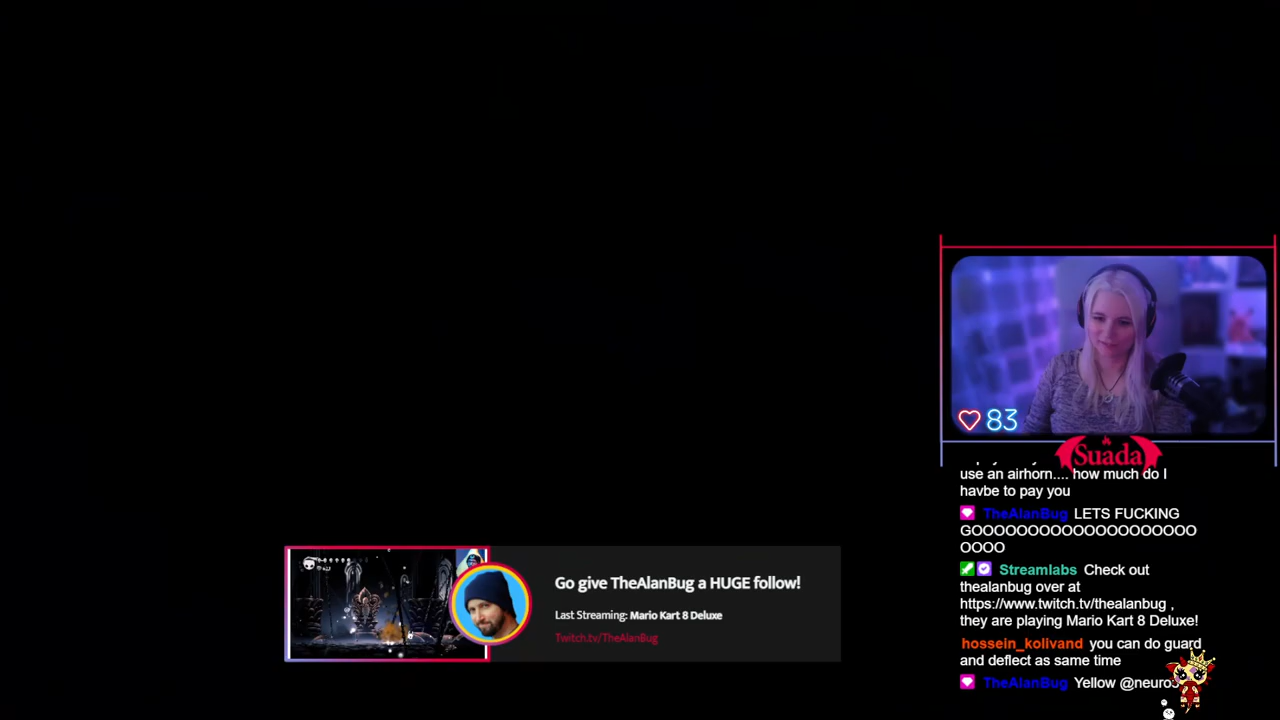 83
Suada
use an airhorn.... how much do I
havbe to pay you
TheAlanBug LETS FUCKING
GOOOOOOOOOOOOOOOOOOOO
OOOO
Streamlabs Check out
thealanbug over at
https://www.twitch.tv/thealanbug ,
they are playing Mario Kart 8 Deluxe!
hossein_kolivand you can do guard
and deflect as same time
TheAlanBug Yellow
Go give TheAlanBug a HUGE follow!
Last Streaming: Mario Kart 8 Deluxe
Twitch.tv/TheAlanBug